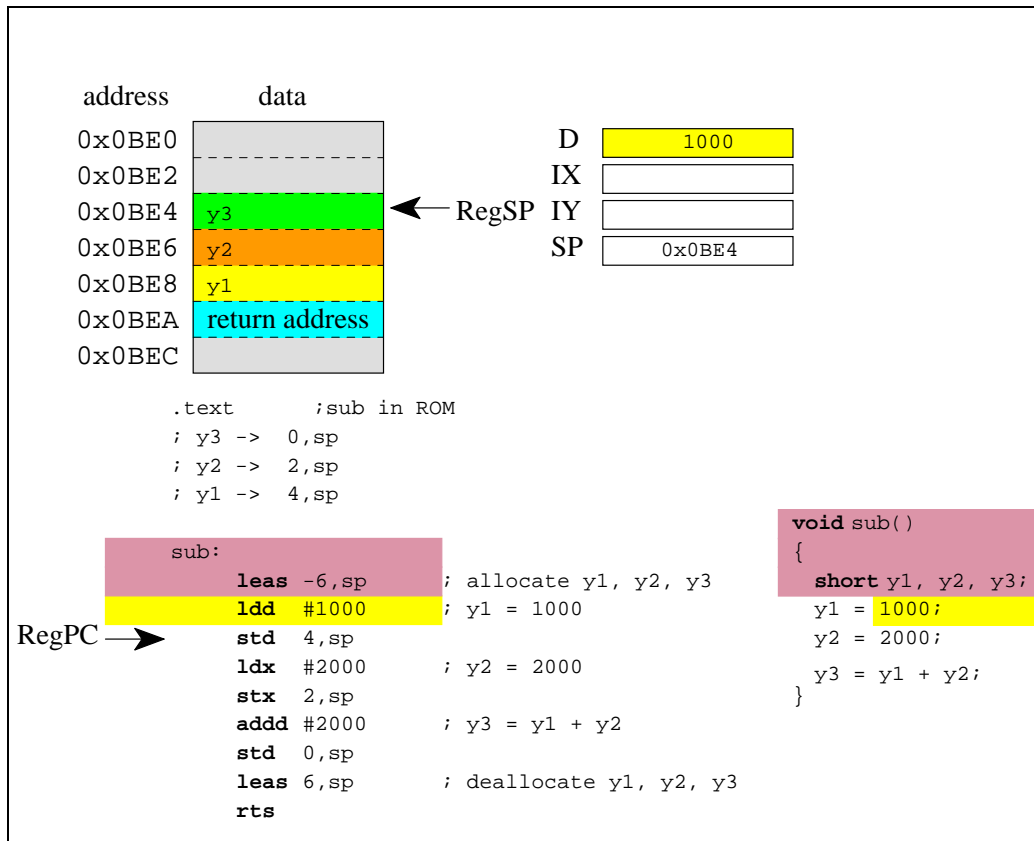 address data
0x0BE0
0x0BE2
0x0BE4 y3
0x0BE6 y2
0x0BE8 y1
0x0BEA return address
0x0BEC
RegSP
D 1000
IX
IY
SP 0x0BE4
.text ;sub in ROM
; y3 -> 0,sp
; y2 -> 2,sp
; y1 -> 4,sp
sub:
leas -6,sp ; allocate y1, y2, y3
ldd #1000 ; y1 = 1000
RegPC
std 4,sp
ldx #2000 ; y2 = 2000
stx 2,sp
addd #2000 ; y3 = y1 + y2
std 0,sp
leas 6,sp ; deallocate y1, y2, y3
rts
void sub()
{
short y1, y2, y3;
y1 = 1000;
y2 = 2000;
y3 = y1 + y2;
}